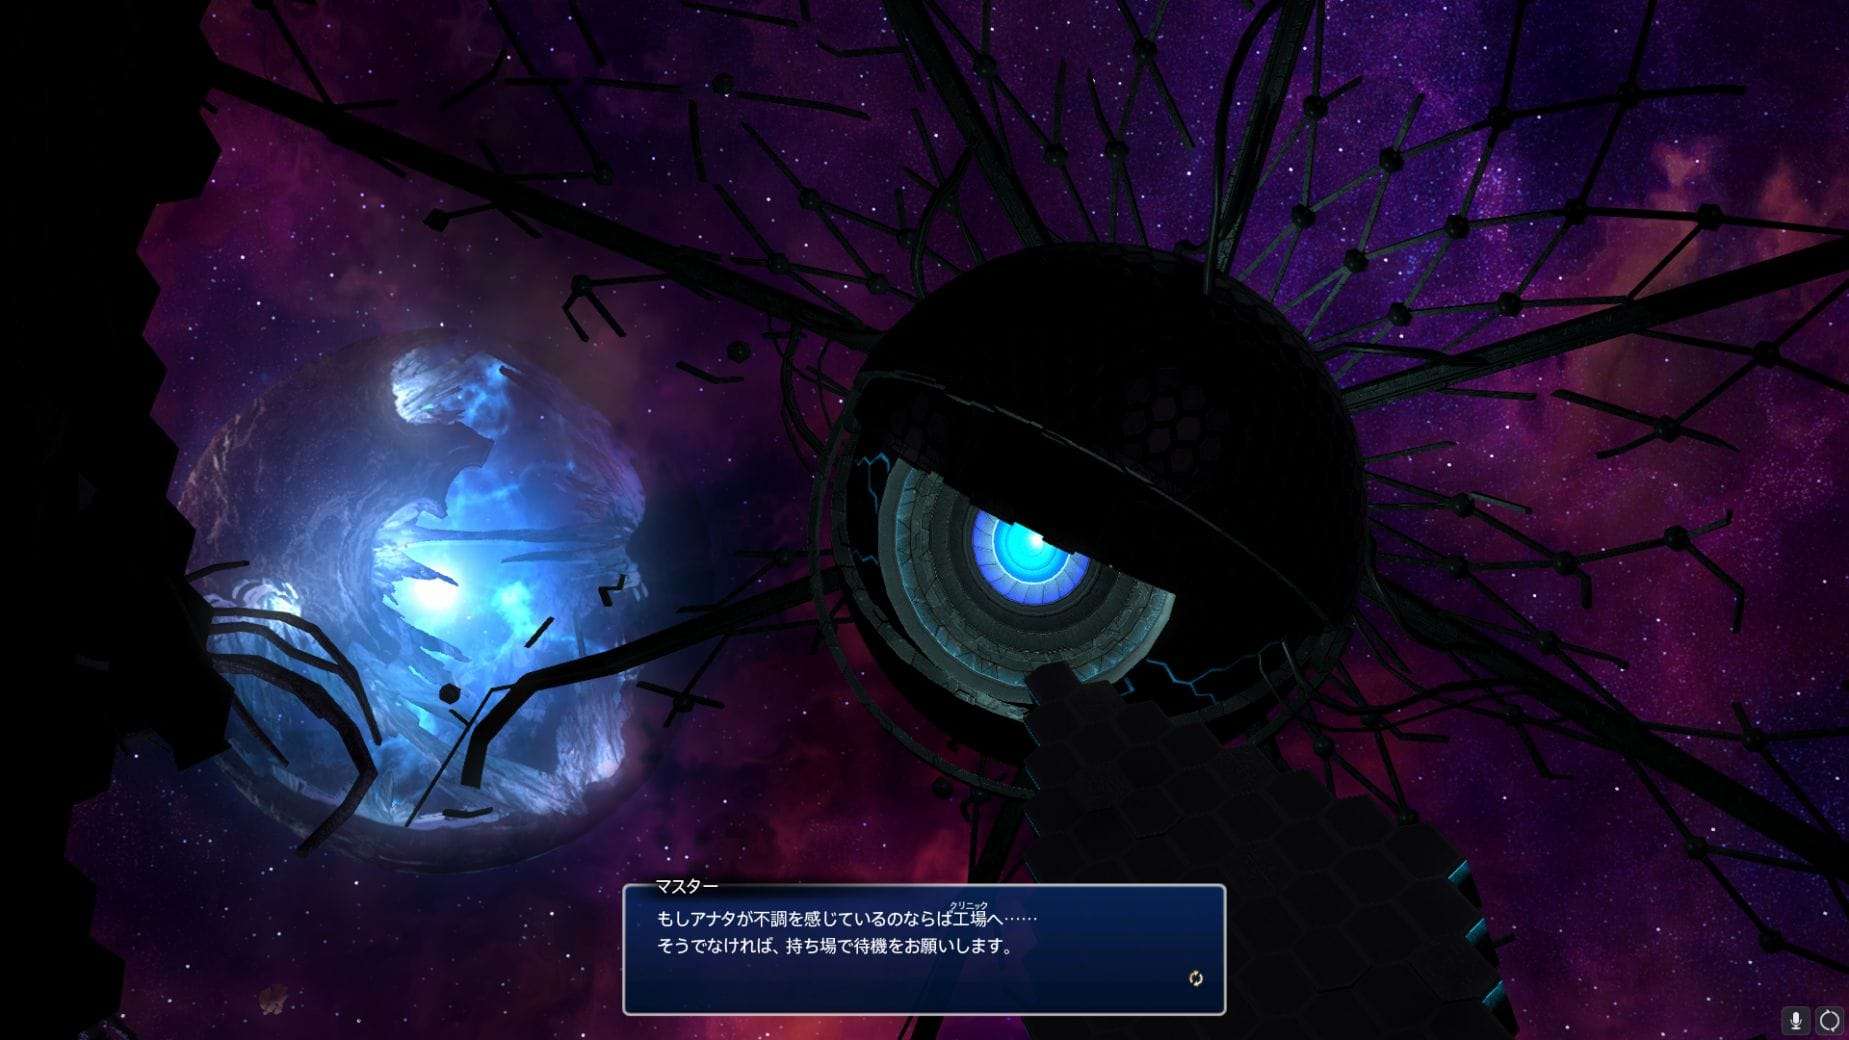 マスター
クリニック
もしアナタが不調を感じているのならば工場へ……
そうでなければ、持ち場で待機をお願いします。